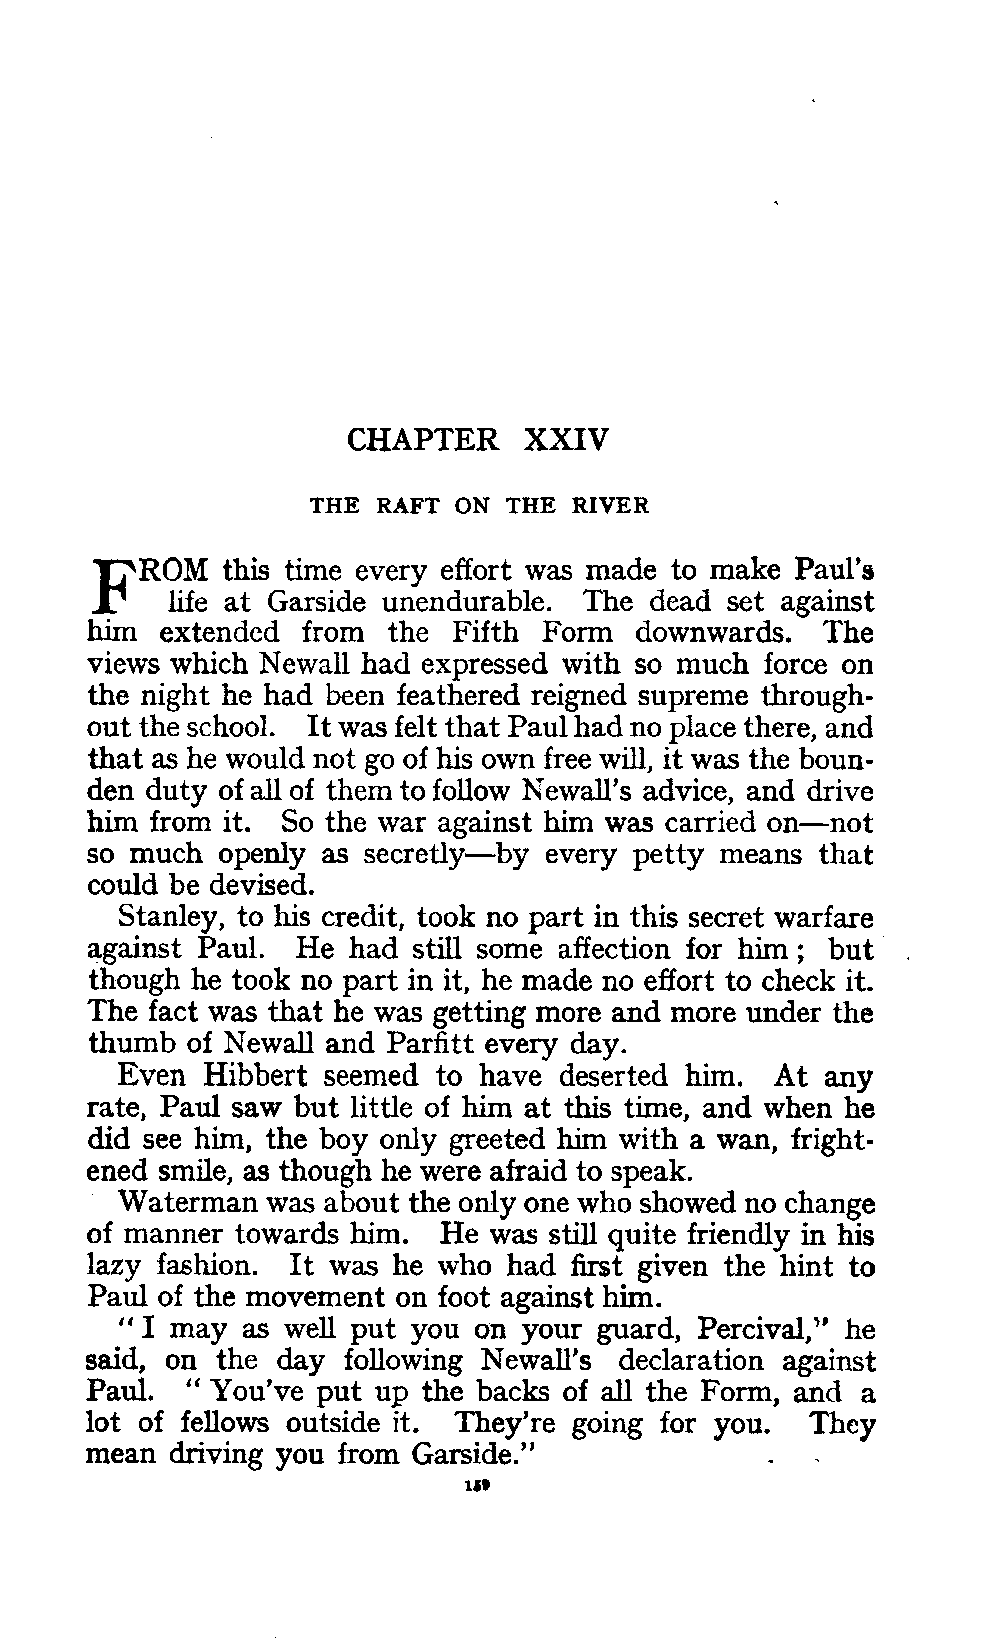 CHAPTER XXIV
THE RAFT ON THE RIVER
FROM this time every effort was made to make Paul's
life at Garside unendurable. The dead set against
him extended from the Fifth Form downwards. The
views which Newall had expressed with so much force on
the night he had been feathered reigned supreme through-
out the school. It was felt that Paul had no place there, and
that as he would not go of his own free will, it was the boun-
den duty of all of them to follow Newall's advice, and drive
him from it. So the war against him was carried on—not
so much openly as secretly—by every petty means that
could be devised.
Stanley, to his credit, took no part in this secret warfare
against Paul. He had still some affection for him; but
though he took no part in it, he made no effort to check it.
The fact was that he was getting more and more under the
thumb of Newall and Parfitt every day.
Even Hibbert seemed to have deserted him. At any
rate, Paul saw but little of him at this time, and when he
did see him, the boy only greeted him with a wan, fright-
ened smile, as though he were afraid to speak.
Waterman was about the only one who showed no change
of manner towards him. He was still quite friendly in his
lazy fashion. It was he who had first given the hint to
Paul of the movement on foot against him.
"I may as well put you on your guard, Percival," he
said, on the day following Newall's declaration against
Paul. "You've put up the backs of all the Form, and a
lot of fellows outside it. They're going for you. They
mean driving you from Garside."
159